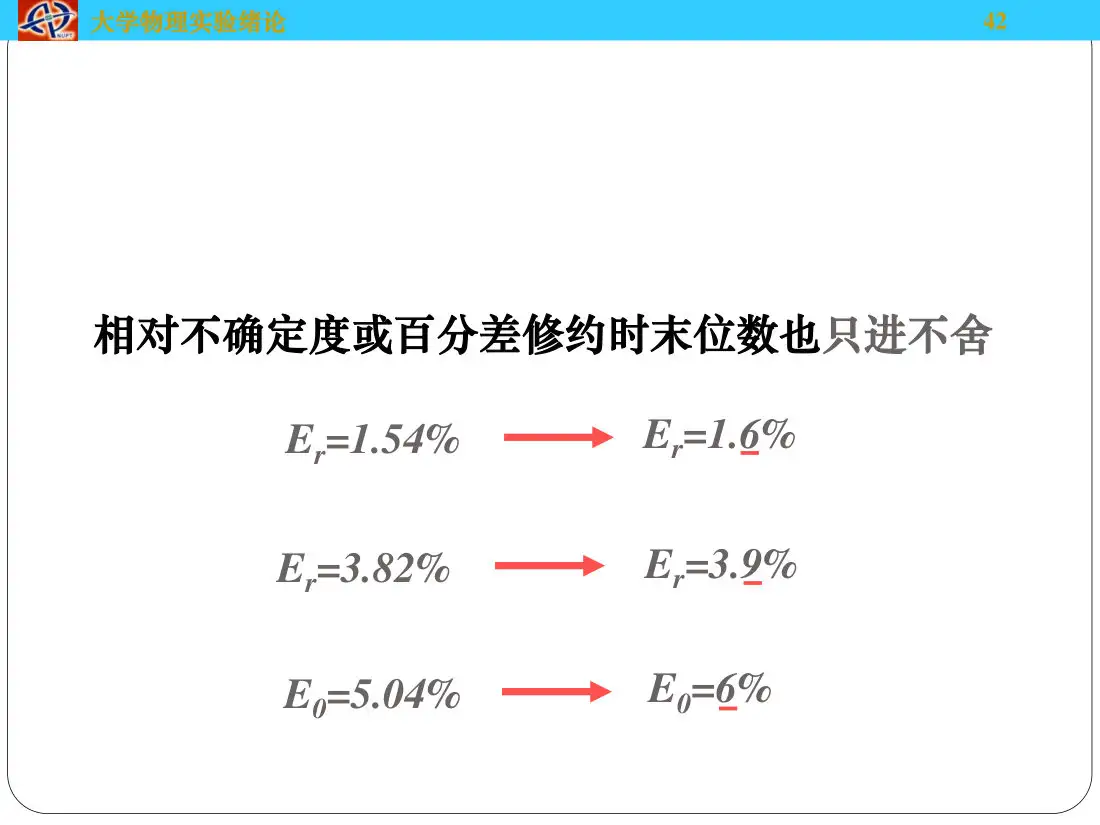 大学物理实验绪论
42
NUPT
相对不确定度或百分差修约时末位数也只进不舍
Er=1.54% Er=1.6%
Er=3.82% Er=3.9%
E0=5.04% E0=6%